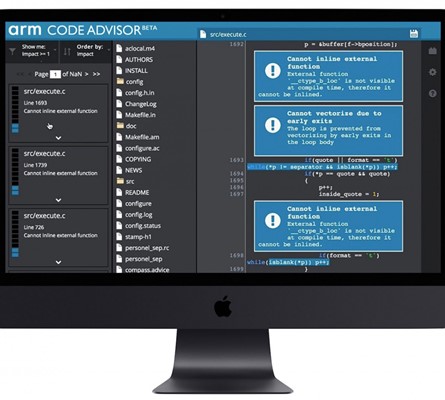 arm CODE ADVISOR BETA
src/execute.c
Show me:
Impact >= 1
Order by:
Impact
Page 1 of NaN > >>
src/execute.c
Line 1693
Cannot inline external function
src/execute.c
Line 1739
Cannot inline external function
src/execute.c
Line 726
Cannot inline external function
aclocal.m4
AUTHORS
INSTALL
config
config.h.in
ChangeLog
Makefile.in
doc
Makefile.am
configure.ac
COPYING
NEWS
src
README
configure
config.log
config.status
stamp-h1
personel_sep.rc
personel_sep
compass.advice
1692 p = &buffer[f->bposition];
Cannot inline external
function
External function
`__ctype_b_loc' is not visible
at compile time, therefore it
cannot be inlined.
Cannot vectorize due to
early exits
The loop is prevented from
vectorizing by early exits in
the loop body
1693 if(quote || format == 't')
while(*p != separator && isblank(*p)) p++;
1694 if(*p == quote && quote)
1695 {
1696 p++;
1697 inside_quote = 1;
Cannot inline external
function
External function
`__ctype_b_loc' is not visible
at compile time, therefore it
cannot be inlined.
1698 if(format == 't')
while(isblank(*p)) p++;
1699 }